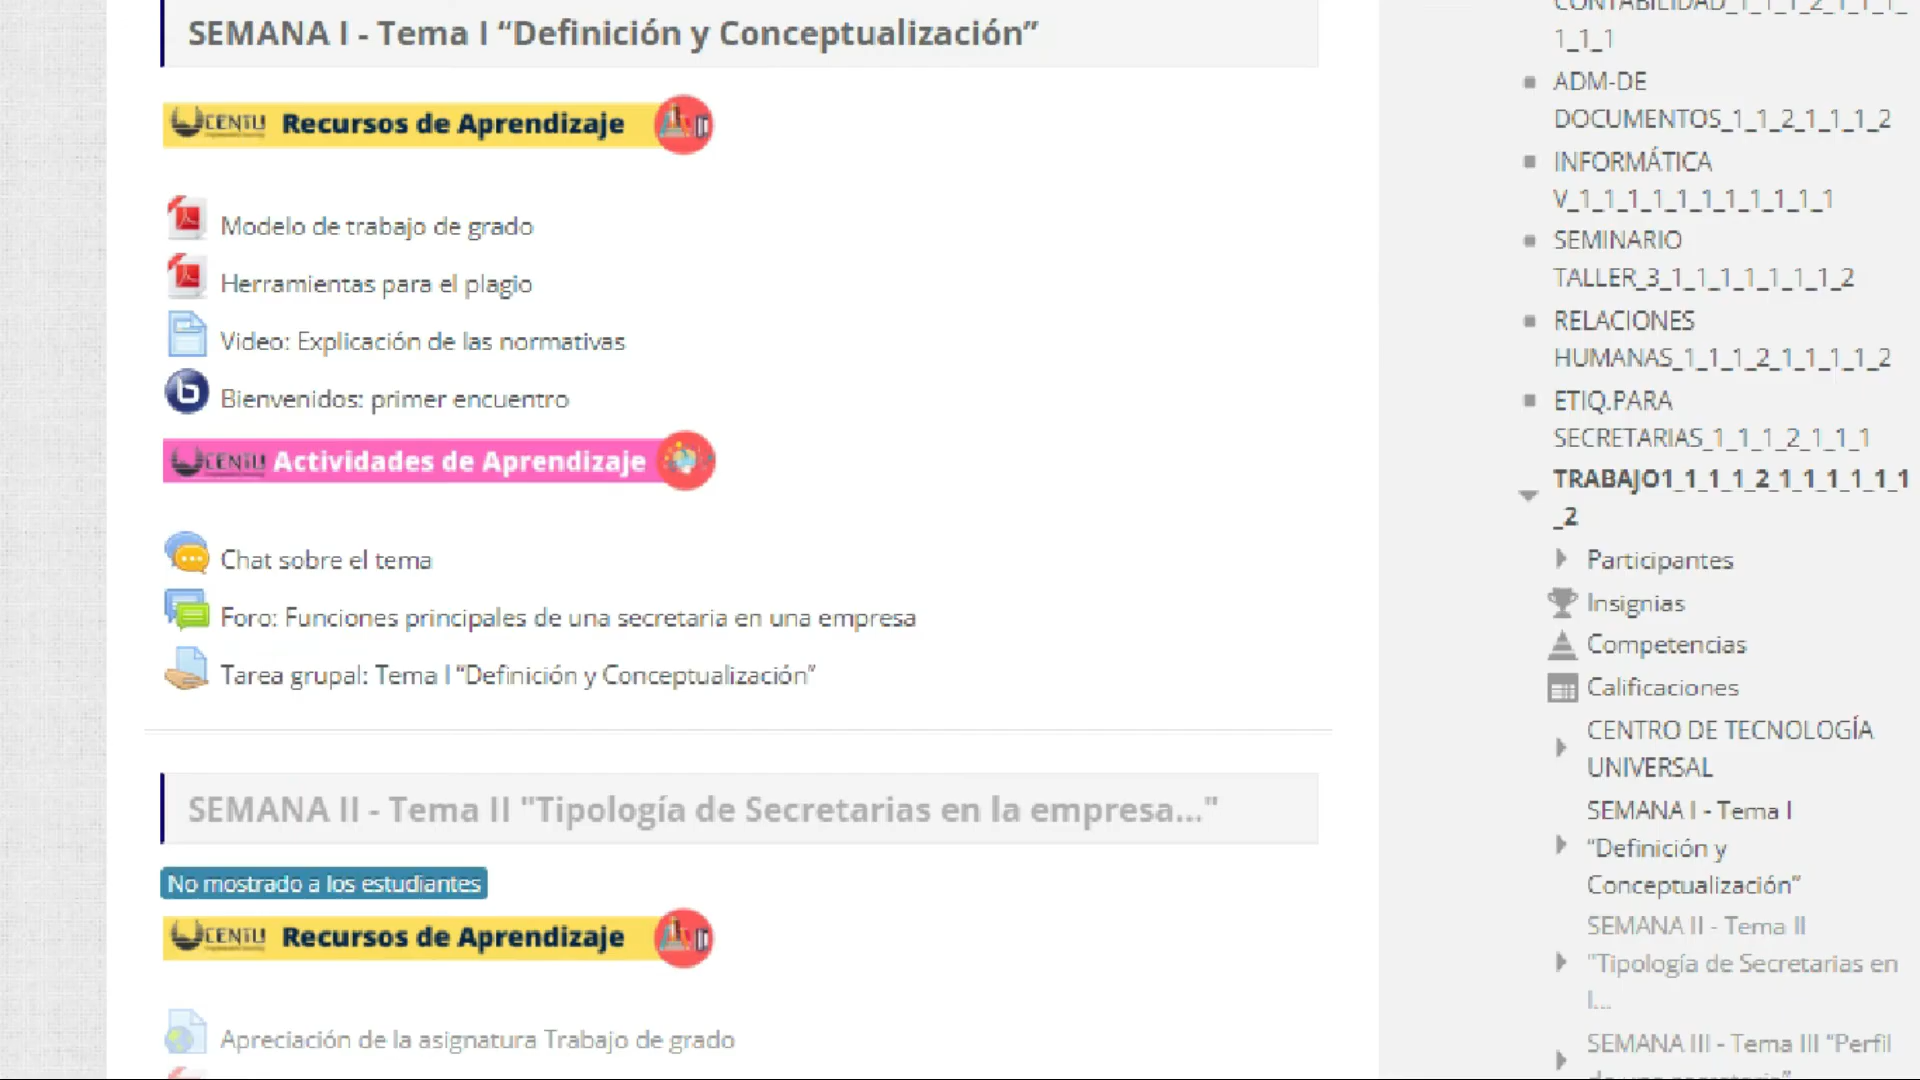 SEMANA I - Tema I “Definición y Conceptualización”
CENTU Recursos de Aprendizaje
Modelo de trabajo de grado
Herramientas para el plagio
Video: Explicación de las normativas
Bienvenidos: primer encuentro
CENTU Actividades de Aprendizaje
Chat sobre el tema
Foro: Funciones principales de una secretaria en una empresa
Tarea grupal: Tema I “Definición y Conceptualización”
SEMANA II - Tema II "Tipología de Secretarias en la empresa..."
No mostrado a los estudiantes
CENTU Recursos de Aprendizaje
Apreciación de la asignatura Trabajo de grado
CONTABILIDAD_1_1_1_2_1_1_1_
1_1_1
ADM-DE
DOCUMENTOS_1_1_2_1_1_1_2
INFORMÁTICA
V_1_1_1_1_1_1_1_1_1_1_1
SEMINARIO
TALLER_3_1_1_1_1_1_1_1_2
RELACIONES
HUMANAS_1_1_1_2_1_1_1_1_2
ETIQ.PARA
SECRETARIAS_1_1_1_2_1_1_1
TRABAJO1_1_1_1_2_1_1_1_1_1_1
_2
Participantes
Insignias
Competencias
Calificaciones
CENTRO DE TECNOLOGÍA
UNIVERSAL
SEMANA I - Tema I
“Definición y
Conceptualización”
SEMANA II - Tema II
"Tipología de Secretarias en
l...
SEMANA III - Tema III "Perfil